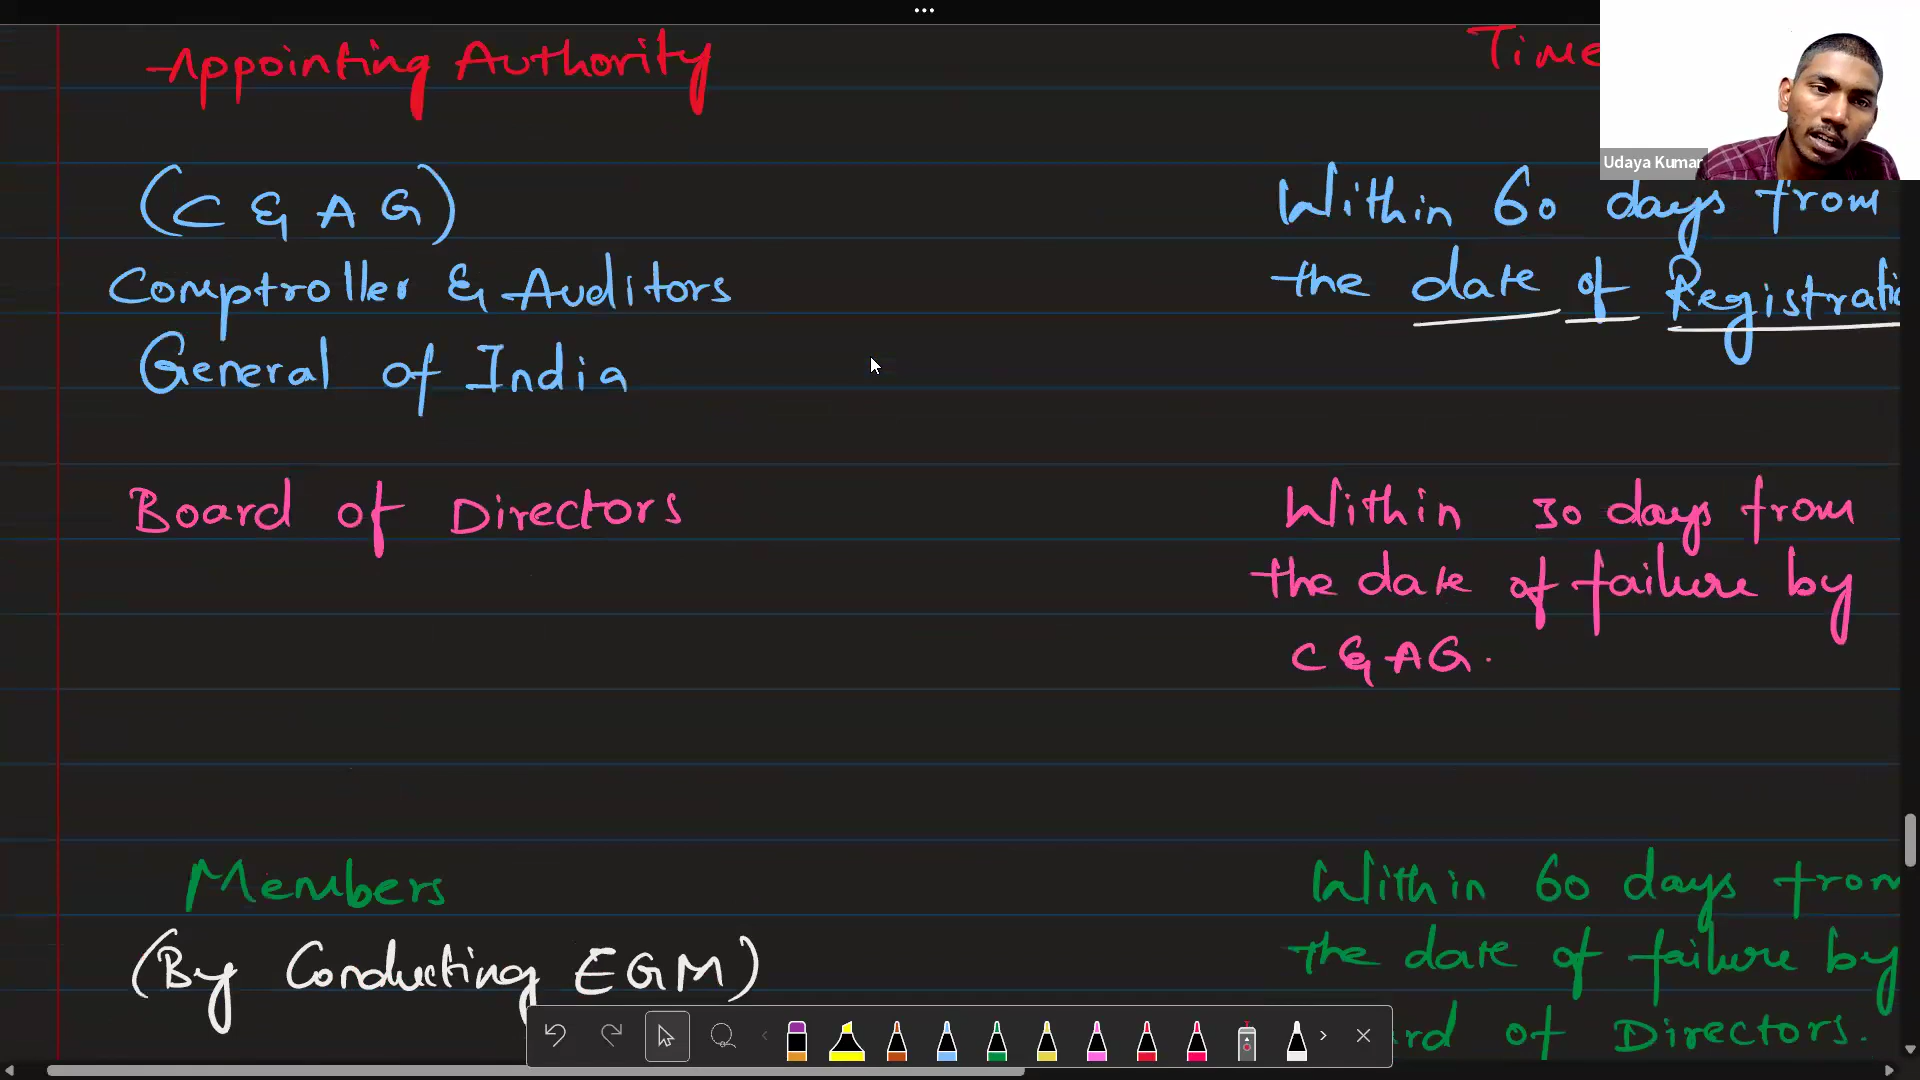 Appointing Authority
Time
Udaya Kumar
(C & A G)
Comptroller & Auditors
General of India
Within 60 days from
the date of Registratio
Board of Directors
Within 30 days from
the date of failure by
C & A G.
Members
(By Conducting EGM)
Within 60 days from
the date of failure by
rd of Directors.